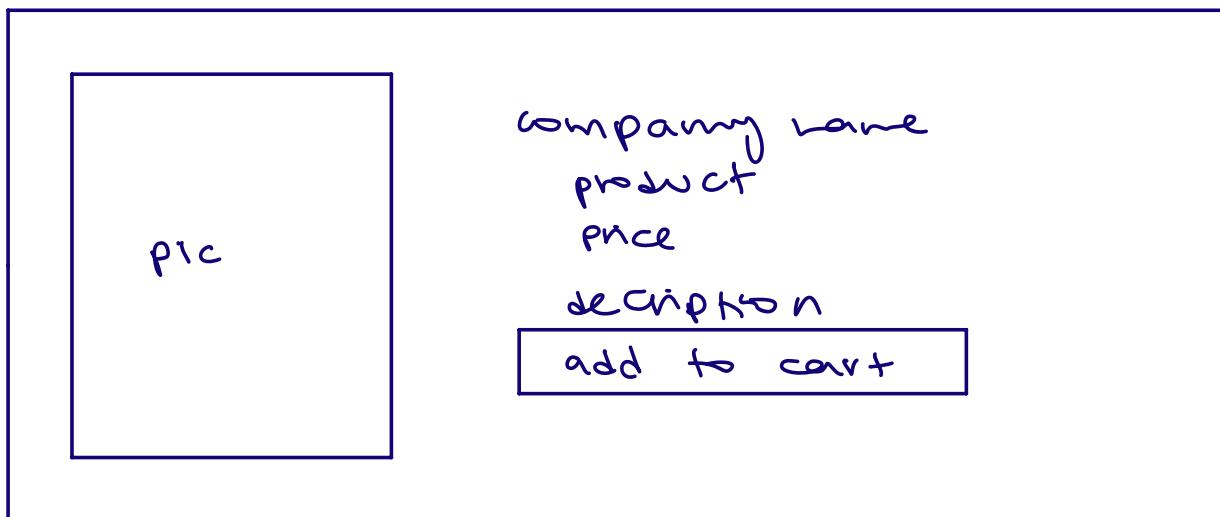 company name
product
pic
price
decription
add to cart